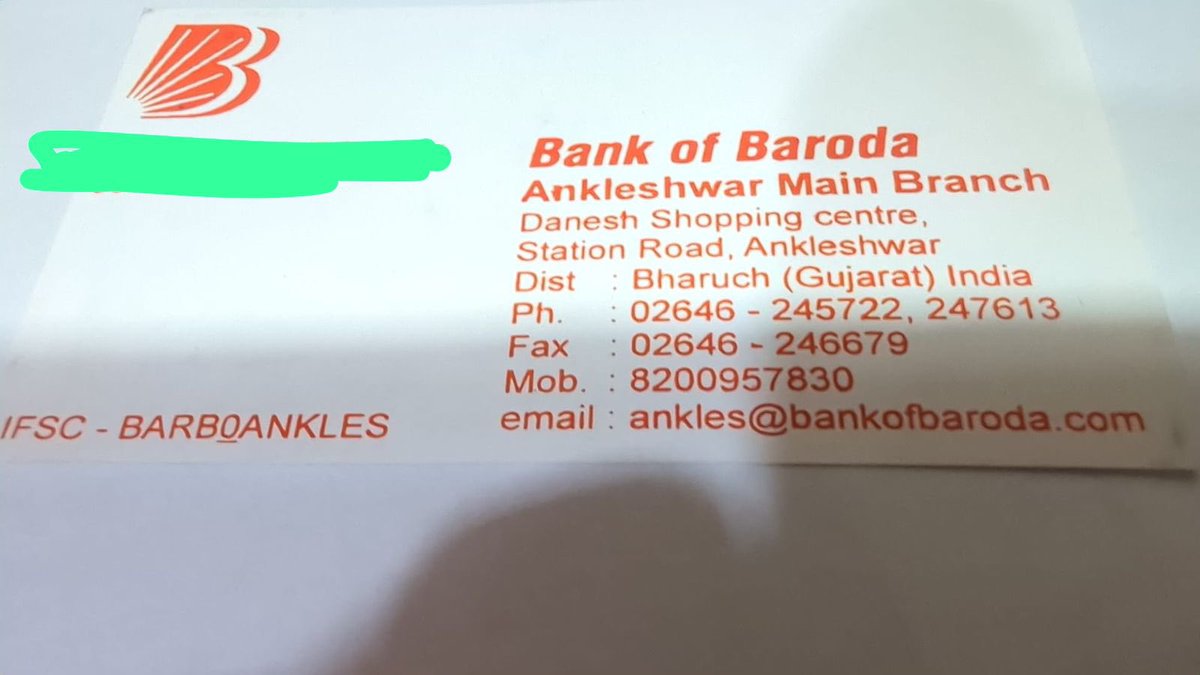 Bank of Baroda
Ankleshwar Main Branch
Danesh Shopping centre,
Station Road, Ankleshwar
Dist : Bharuch (Gujarat) India
Ph. : 02646 - 245722, 247613
Fax : 02646 - 246679
Mob. : 8200957830
email : ankles@bankofbaroda.com
IFSC - BARB0ANKLES